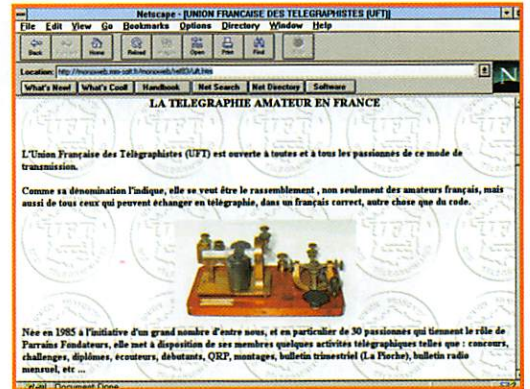 Netscape - [UNION FRANCAISE DES TELEGRAPHISTES (UFT)]
File Edit View Go Bookmarks Options Directory Window Help
Back Home Reload Open Print Find
Location:
What's New! What's Cool! Handbook Net Search Net Directory Software
LA TELEGRAPHIE AMATEUR EN FRANCE
L'Union Française des Télégraphistes (UFT) est ouverte à toutes et à tous les passionnés de ce mode de
transmission.
Comme sa dénomination l'indique, elle se veut être le rassemblement , non seulement des amateurs français, mais
aussi de tous ceux qui peuvent échanger en télégraphie, dans un français correct, autre chose que du code.
Née en 1985 à l'initiative d'un grand nombre d'entre nous, et en particulier de 30 passionnés qui tiennent le rôle de
Parrains Fondateurs, elle met à disposition de ses membres quelques activités télégraphiques telles que : concours,
challenges, diplômes, écouteurs, débutants, QRP, montages, bulletin trimestriel (La Pioche), bulletin radio
mensuel, etc ...
Document Done